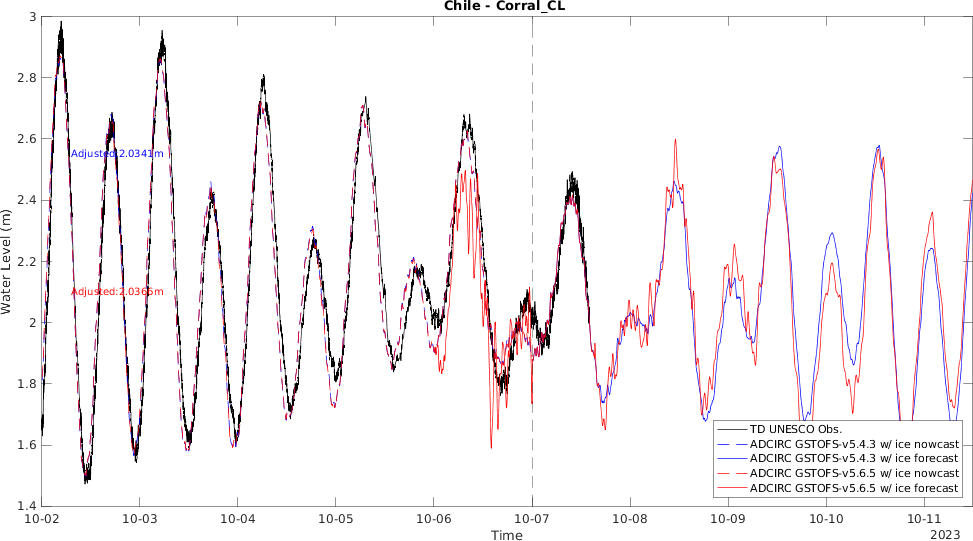 Chile - Corral_CL
3
2.8
2.6
2.4
2.2
2
1.8
1.6
1.4
Water Level (m)
Adjusted:2.0341m
Adjusted:2.0365m
TD UNESCO Obs.
ADCIRC GSTOFS-v5.4.3 w/ ice nowcast
ADCIRC GSTOFS-v5.4.3 w/ ice forecast
ADCIRC GSTOFS-v5.6.5 w/ ice nowcast
ADCIRC GSTOFS-v5.6.5 w/ ice forecast
10-02 10-03 10-04 10-05 10-06 10-07 10-08 10-09 10-10 10-11
Time
2023